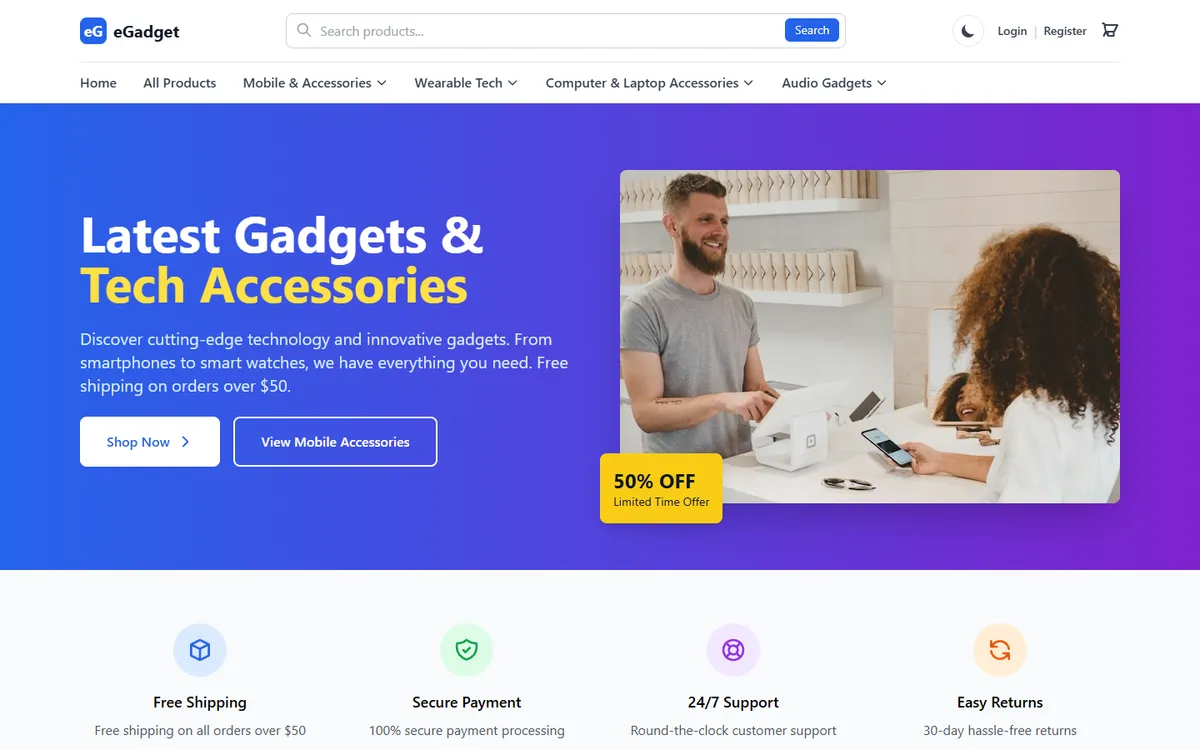 eG eGadget
Search products...
Search
Login | Register
Home
All Products
Mobile & Accessories
Wearable Tech
Computer & Laptop Accessories
Audio Gadgets
Latest Gadgets &
Tech Accessories
Discover cutting-edge technology and innovative gadgets. From
smartphones to smart watches, we have everything you need. Free
shipping on orders over $50.
Shop Now
View Mobile Accessories
50% OFF
Limited Time Offer
Free Shipping
Free shipping on all orders over $50
Secure Payment
100% secure payment processing
24/7 Support
Round-the-clock customer support
Easy Returns
30-day hassle-free returns